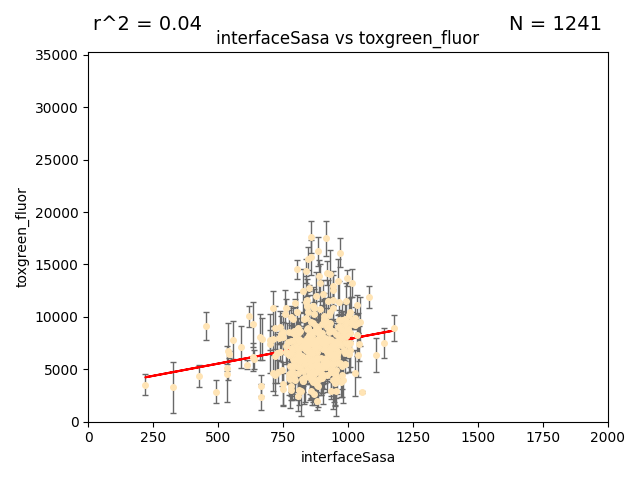 r^2 = 0.04
N = 1241
interfaceSasa vs toxgreen_fluor
35000
30000
25000
20000
15000
10000
5000
0
toxgreen_fluor
0 250 500 750 1000 1250 1500 1750 2000
interfaceSasa